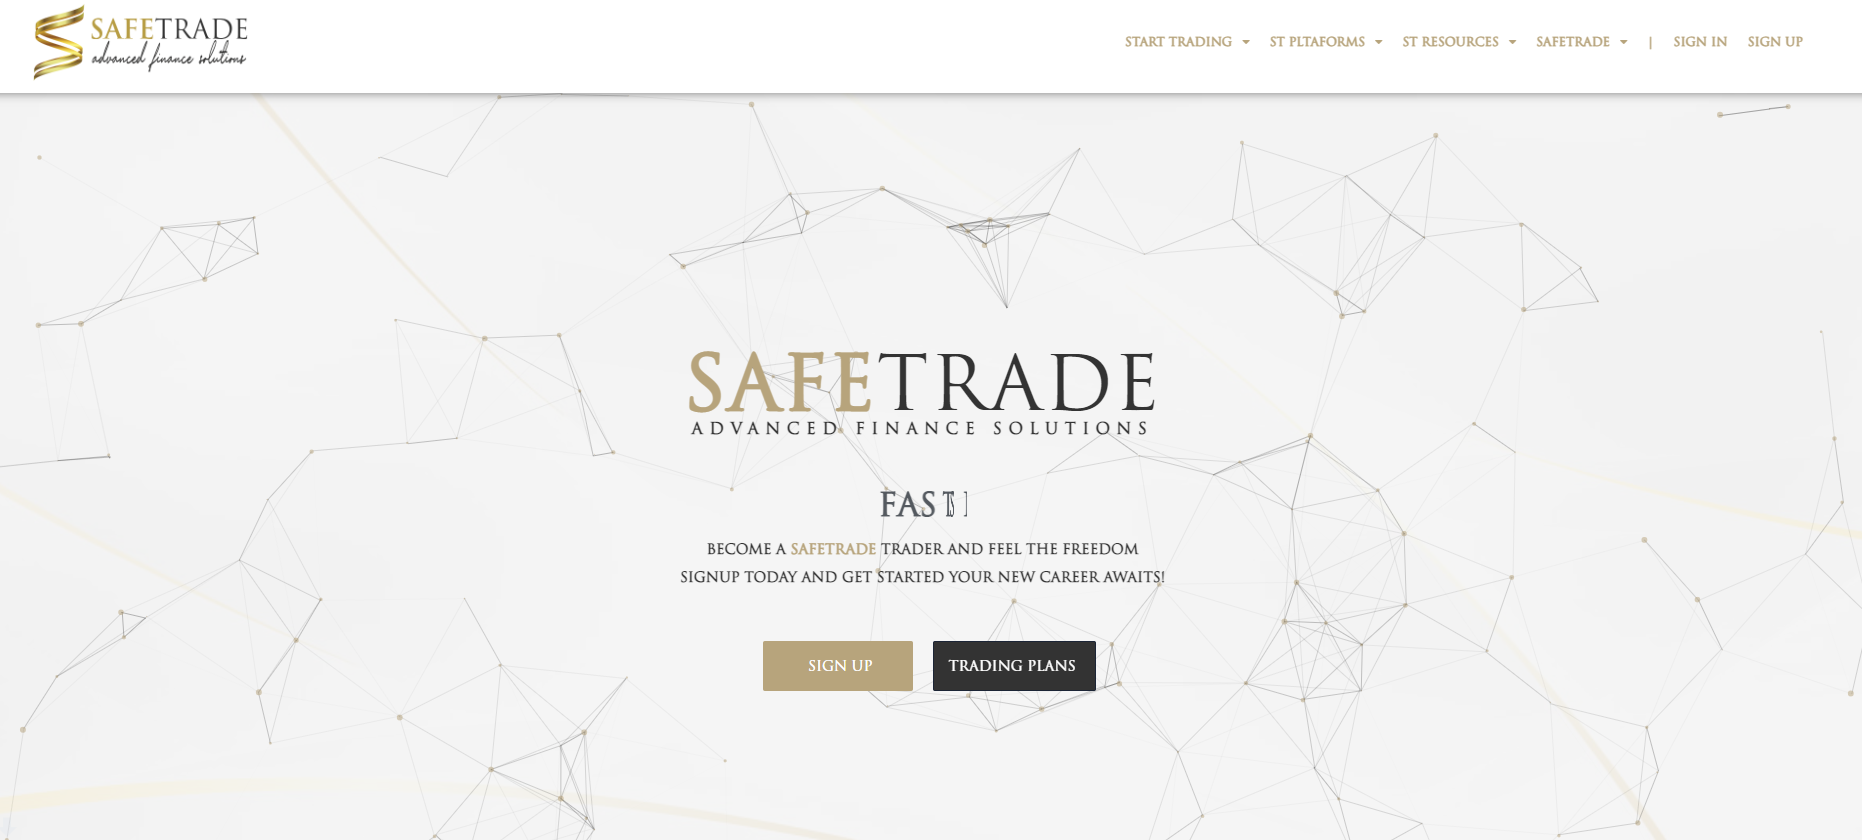 SAFETRADE
advanced finance solutions
START TRADING
ST PLTAFORMS
ST RESOURCES
SAFETRADE
|
SIGN IN
SIGN UP
SAFETRADE
ADVANCED FINANCE SOLUTIONS
FAST
BECOME A SAFETRADE TRADER AND FEEL THE FREEDOM
SIGNUP TODAY AND GET STARTED YOUR NEW CAREER AWAITS!
SIGN UP
TRADING PLANS